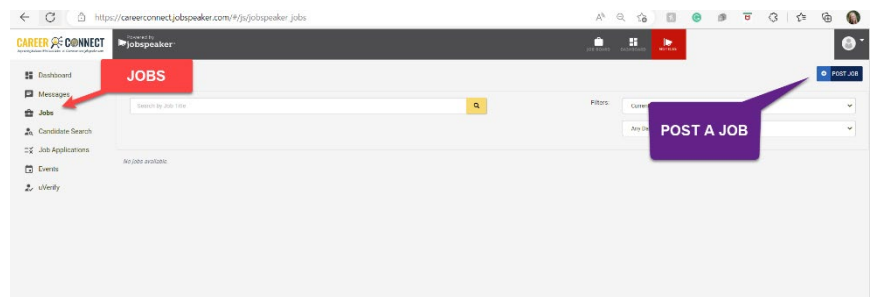 https://careerconnect.jobspeaker.com/#/js/jobspeaker_jobs
CAREER CONNECT
Powered by
jobspeaker
Dashboard
JOBS
POST JOB
Messages
Jobs
Search by Job Title
Filters:
Candidate Search
POST A JOB
Job Applications
No jobs available.
Events
uVerify